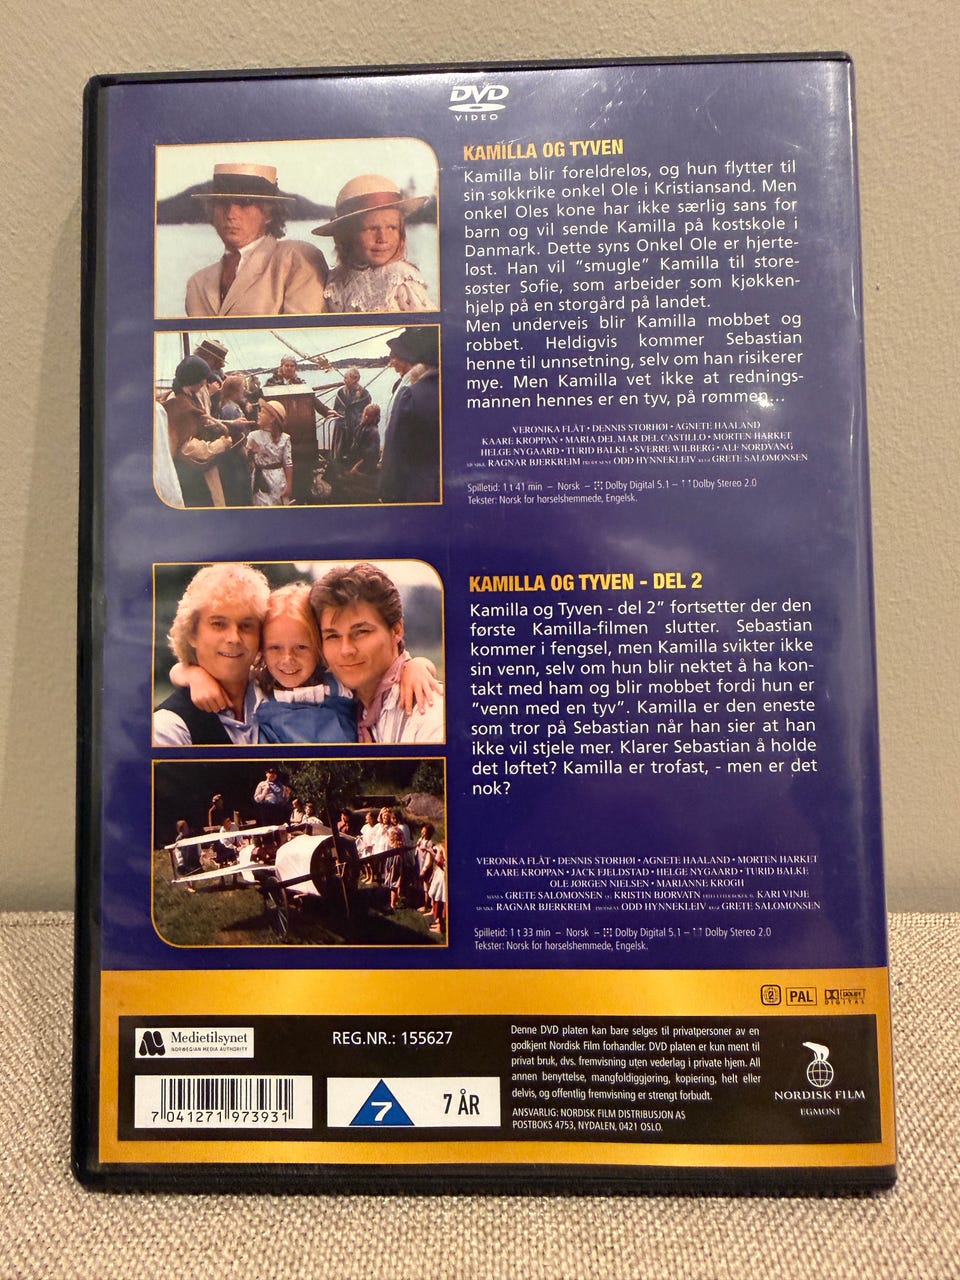 DVD
VIDEO
KAMILLA OG TYVEN
Kamilla blir foreldreløs, og hun flytter til
sin søkkrike onkel Ole i Kristiansand. Men
onkel Oles kone har ikke særlig sans for
barn og vil sende Kamilla på kostskole i
Danmark. Dette syns Onkel Ole er hjerte-
løst. Han vil "smugle" Kamilla til store-
søster Sofie, som arbeider som kjøkken-
hjelp på en storgård på landet.
Men underveis blir Kamilla mobbet og
robbet. Heldigvis kommer Sebastian
henne til unnsetning, selv om han risikerer
mye. Men Kamilla vet ikke at rednings-
mannen hennes er en tyv, på rømmen...
VERONIKA FLÅT • DENNIS STORHØI • AGNETE HAALAND
KAARE KROPPAN • MARIA DEL MAR DEL CASTILLO • MORTEN HARKET
HELGE NYGAARD • TURID BALKE • SVERRE WILBERG • ALF NORDVANG
MUSIKK RAGNAR BJERKREIM PRODUSENT ODD HYNNEKLEIV REGI GRETE SALOMONSEN
Spilletid: 1 t 41 min – Norsk – Dolby Digital 5.1 – Dolby Stereo 2.0
Tekster: Norsk for hørselshemmede, Engelsk.
KAMILLA OG TYVEN - DEL 2
Kamilla og Tyven - del 2" fortsetter der den
første Kamilla-filmen slutter. Sebastian
kommer i fengsel, men Kamilla svikter ikke
sin venn, selv om hun blir nektet å ha kon-
takt med ham og blir mobbet fordi hun er
"venn med en tyv". Kamilla er den eneste
som tror på Sebastian når han sier at han
ikke vil stjele mer. Klarer Sebastian å holde
det løftet? Kamilla er trofast, - men er det
nok?
VERONIKA FLÅT • DENNIS STORHØI • AGNETE HAALAND • MORTEN HARKET
KAARE KROPPAN • JACK FJELDSTAD • HELGE NYGAARD • TURID BALKE
OLE JØRGEN NIELSEN • MARIANNE KROGH
MANUS GRETE SALOMONSEN OG KRISTIN BJORVATN KARI VINJE
MUSIKK RAGNAR BJERKREIM PRODUSENT ODD HYNNEKLEIV REGI GRETE SALOMONSEN
Spilletid: 1 t 33 min – Norsk – Dolby Digital 5.1 – Dolby Stereo 2.0
Tekster: Norsk for hørselshemmede, Engelsk.
2 PAL DOLBY DIGITAL
Medietilsynet
NORWEGIAN MEDIA AUTHORITY
REG.NR.: 155627
7 041271 973931
7 7 ÅR
Denne DVD platen kan bare selges til privatpersoner av en
godkjent Nordisk Film forhandler. DVD platen er kun ment til
privat bruk, dvs. fremvisning uten vederlag i private hjem. All
annen benyttelse, mangfoldiggjøring, kopiering, helt eller
delvis, og offentlig fremvisning er strengt forbudt.
ANSVARLIG: NORDISK FILM DISTRIBUSJON AS
POSTBOKS 4753, NYDALEN, 0421 OSLO.
NORDISK FILM
EGMONT